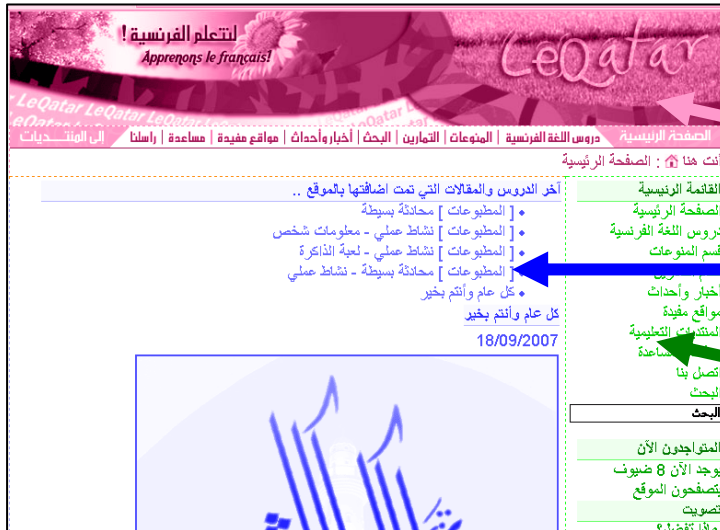 لنتعلم الفرنسية !
Apprenons le français!
LeQatar
LeQatar LeQatar LeQatar
الصفحة الرئيسية
دروس اللغة الفرنسية | المنوعات | التمارين | البحث | أخبار وأحداث | مواقع مفيدة | مساعدة | راسلنا
إلى المنتـــديات
أنت هنا : الصفحة الرئيسية
آخر الدروس والمقالات التي تمت اضافتها بالموقع ..
[ المطبوعات ] محادثة بسيطة
[ المطبوعات ] نشاط عملي - معلومات شخص
[ المطبوعات ] نشاط عملي - لعبة الذاكرة
[ المطبوعات ] محادثة بسيطة - نشاط عملي
كل عام وأنتم بخير
كل عام وأنتم بخير
18/09/2007
القائمة الرئيسية
الصفحة الرئيسية
دروس اللغة الفرنسية
قسم المنوعات
أخبار وأحداث
مواقع مفيدة
المنتديات التعليمية
اتصل بنا
البحث
البحث
المتواجدون الآن
يوجد الآن 8 ضيوف
يتصفحون الموقع
تصويت